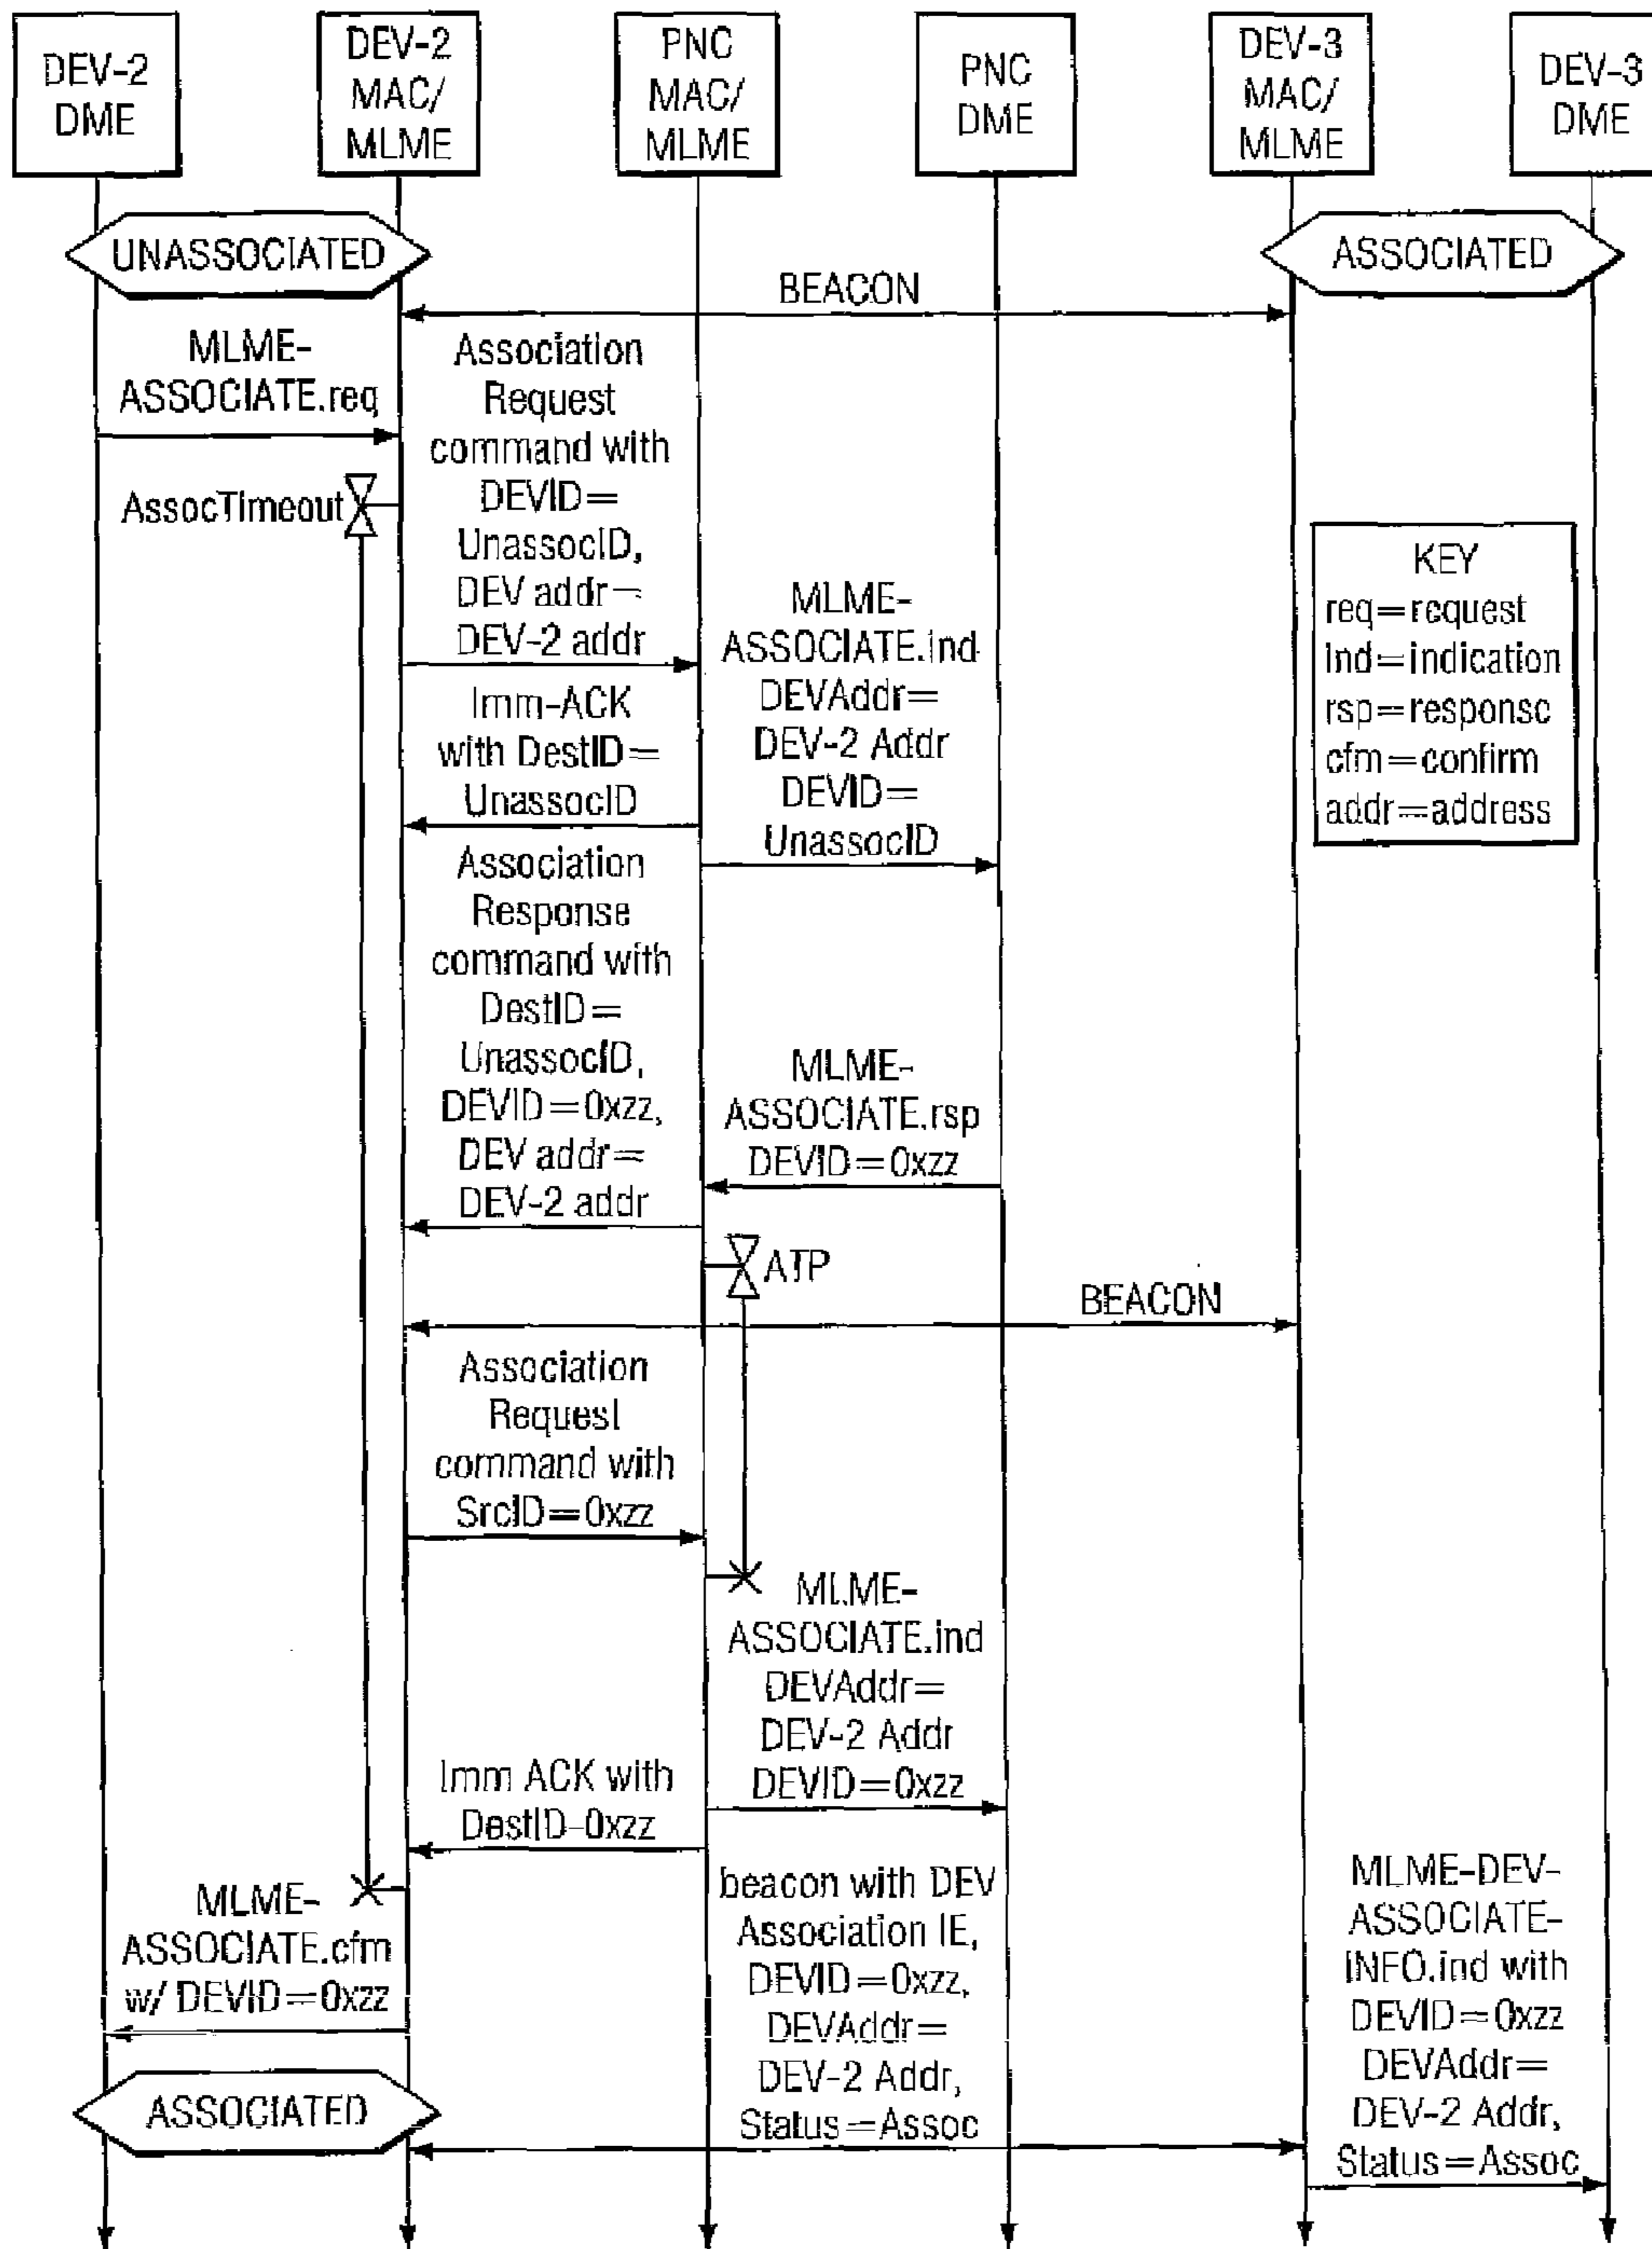 DEV-2
DME
DEV-2
MAC/
MLME
PNC
MAC/
MLME
PNC
DME
DEV-3
MAC/
MLME
DEV-3
DME
UNASSOCIATED
ASSOCIATED
BEACON
MLME-
ASSOCIATE.req
Association
Request
command with
DEVID=
UnassocID,
DEV addr=
DEV-2 addr
AssocTimeout
KEY
req=request
ind=indication
rsp=response
cfm=confirm
addr=address
MLME-
ASSOCIATE.ind
DEVAddr=
DEV-2 Addr
DEVID=
UnassocID
Imm-ACK
with DestID=
UnassocID
Association
Response
command with
DestID=
UnassocID,
DEVID=0xzz,
DEV addr=
DEV-2 addr
MLME-
ASSOCIATE.rsp
DEVID=0xzz
ATP
BEACON
Association
Request
command with
SrcID=0xzz
MLME-
ASSOCIATE.ind
DEVAddr=
DEV-2 Addr
DEVID=0xzz
Imm ACK with
DestID-0xzz
MLME-
ASSOCIATE.cfm
w/ DEVID=0xzz
beacon with DEV
Association IE,
DEVID=0xzz,
DEVAddr=
DEV-2 Addr,
Status=Assoc
MLME-DEV-
ASSOCIATE-
INFO.ind with
DEVID=0xzz
DEVAddr=
DEV-2 Addr,
Status=Assoc
ASSOCIATED